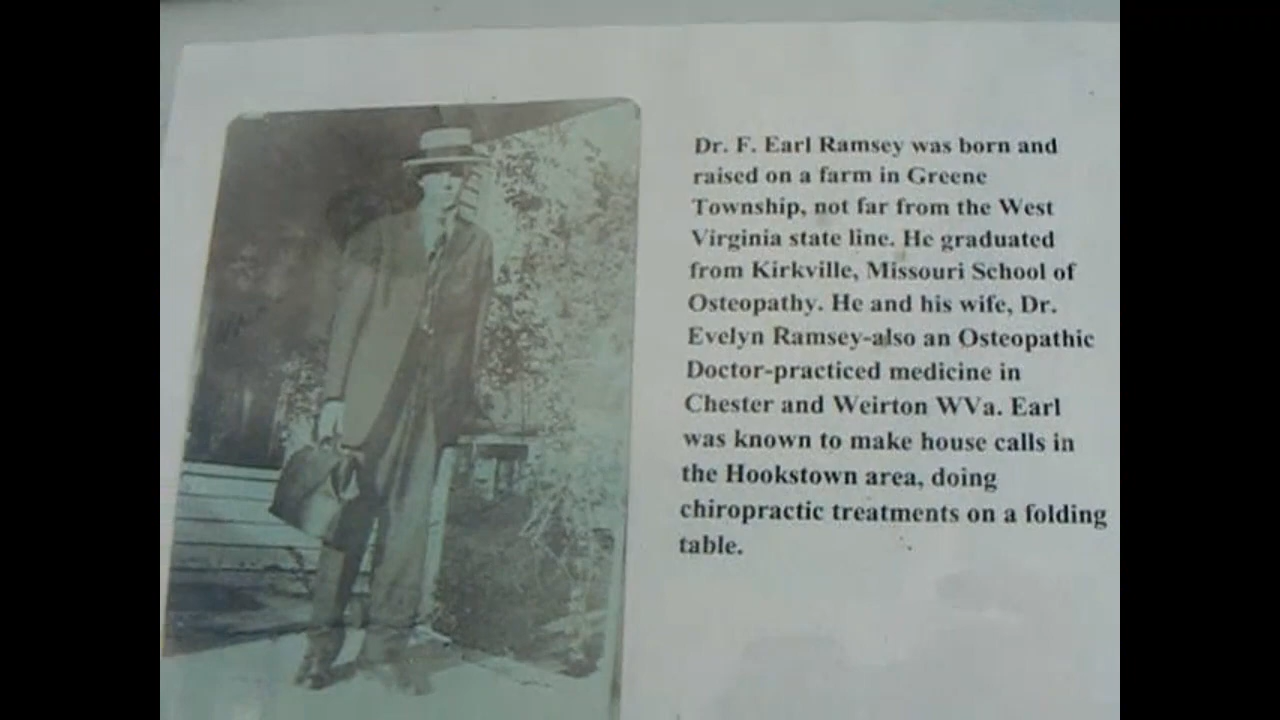 Dr. F. Earl Ramsey was born and
raised on a farm in Greene
Township, not far from the West
Virginia state line. He graduated
from Kirkville, Missouri School of
Osteopathy. He and his wife, Dr.
Evelyn Ramsey-also an Osteopathic
Doctor-practiced medicine in
Chester and Weirton WVa. Earl
was known to make house calls in
the Hookstown area, doing
chiropractic treatments on a folding
table.